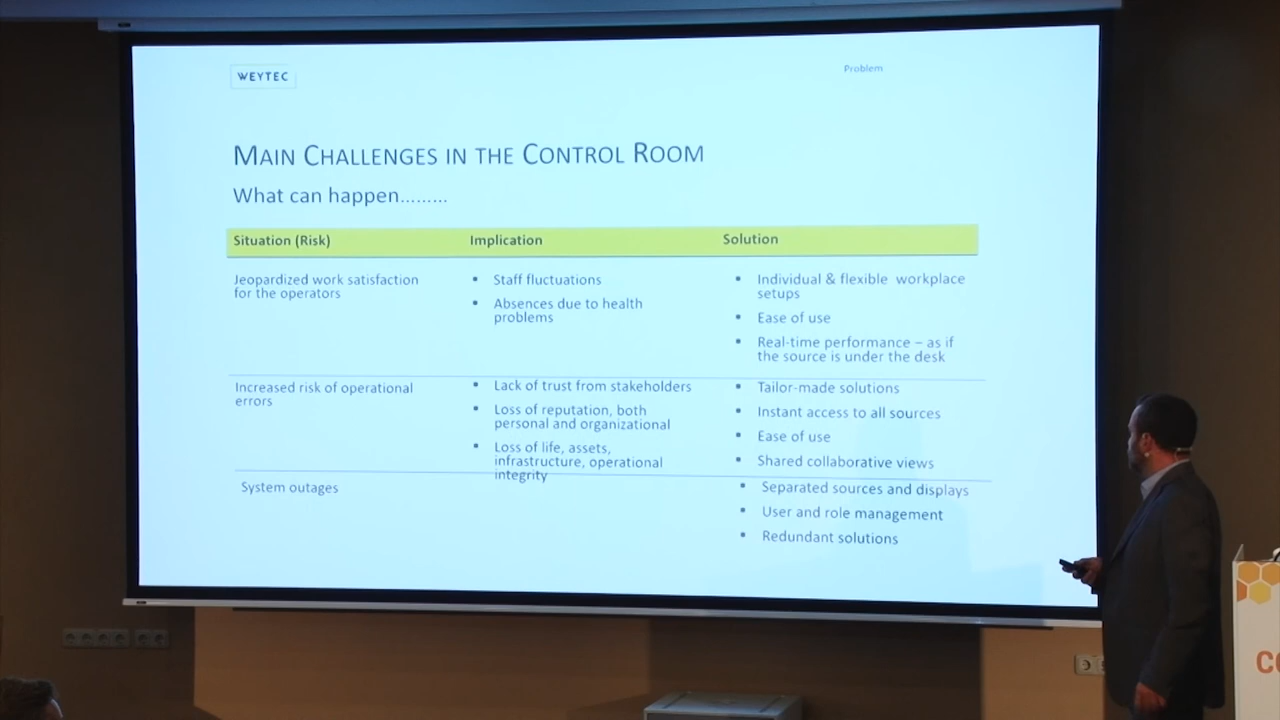 WEYTEC
Problem
MAIN CHALLENGES IN THE CONTROL ROOM
What can happen.........
Situation (Risk)
Implication
Solution
Jeopardized work satisfaction
for the operators
▪ Staff fluctuations
▪ Absences due to health
problems
▪ Individual & flexible workplace
setups
▪ Ease of use
▪ Real-time performance – as if
the source is under the desk
Increased risk of operational
errors
▪ Lack of trust from stakeholders
▪ Loss of reputation, both
personal and organizational
▪ Loss of life, assets,
infrastructure, operational
integrity
▪ Tailor-made solutions
▪ Instant access to all sources
▪ Ease of use
▪ Shared collaborative views
System outages
▪ Separated sources and displays
▪ User and role management
▪ Redundant solutions